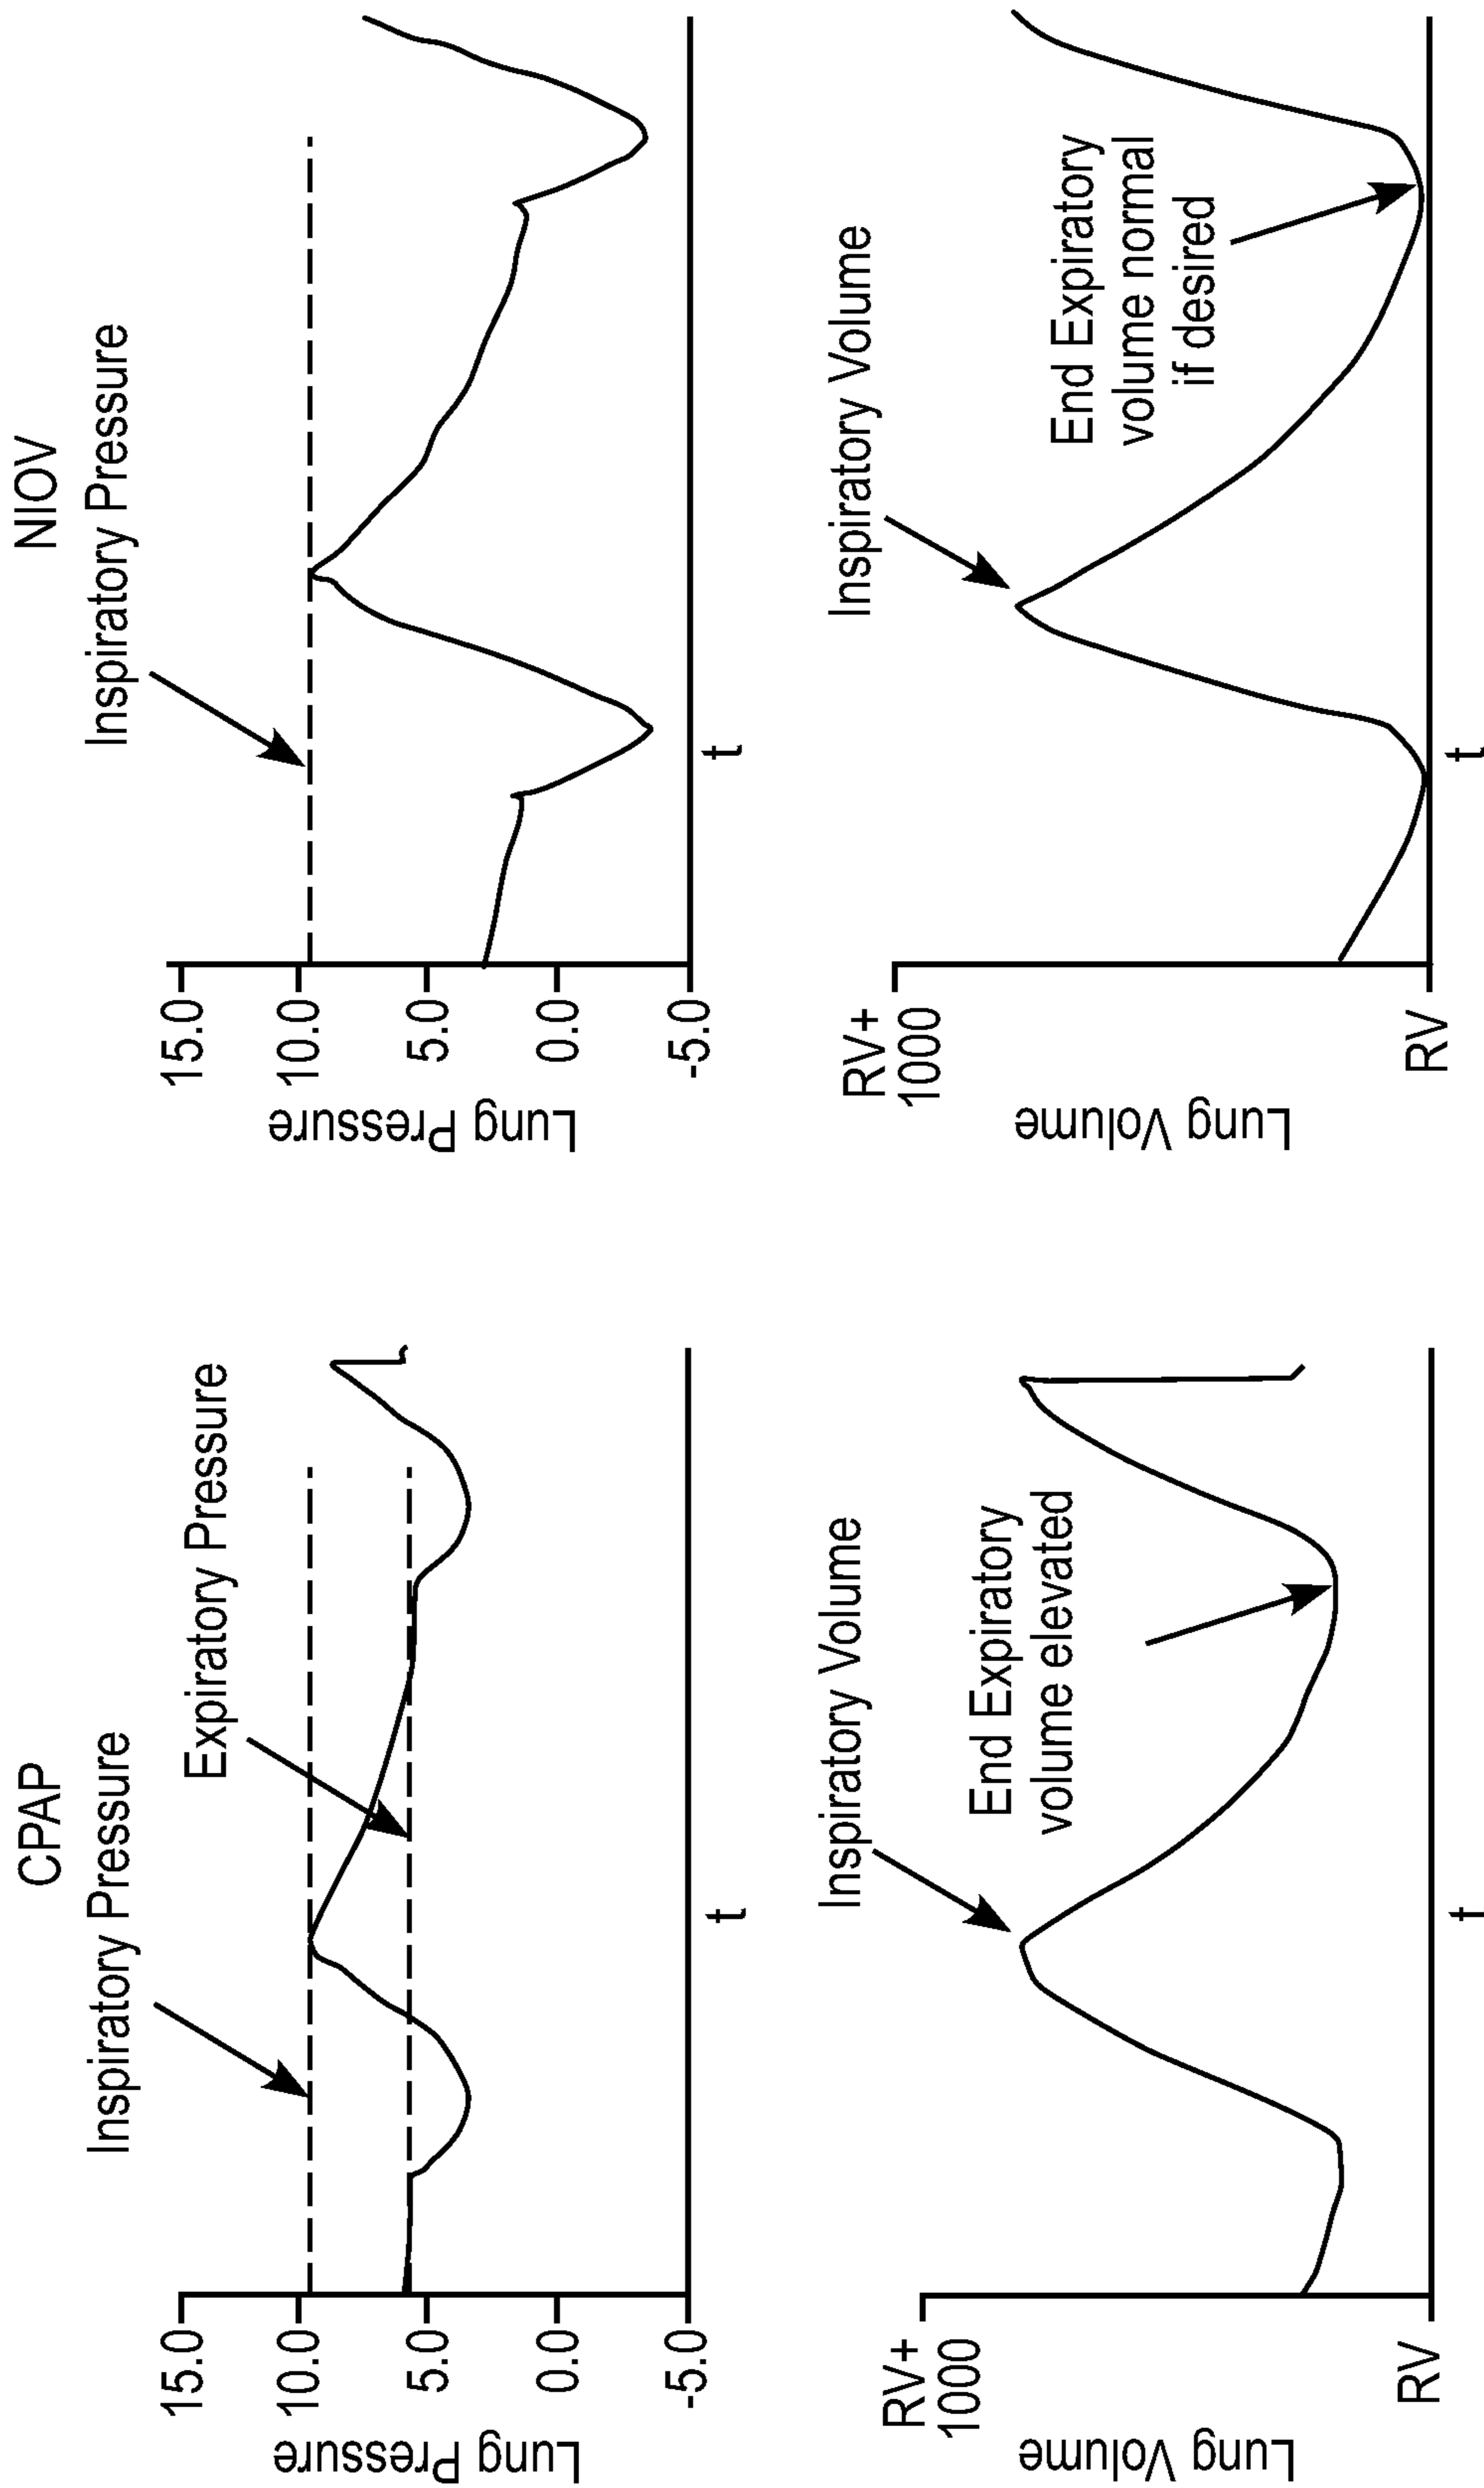 CPAP
Inspiratory Pressure
Expiratory Pressure
Lung Pressure
15.0
10.0
5.0
0.0
-5.0
t
Inspiratory Volume
End Expiratory
volume elevated
Lung Volume
RV+
1000
RV
t
NIOV
Inspiratory Pressure
Lung Pressure
15.0
10.0
5.0
0.0
-5.0
t
Inspiratory Volume
End Expiratory
volume normal
if desired
Lung Volume
RV+
1000
RV
t